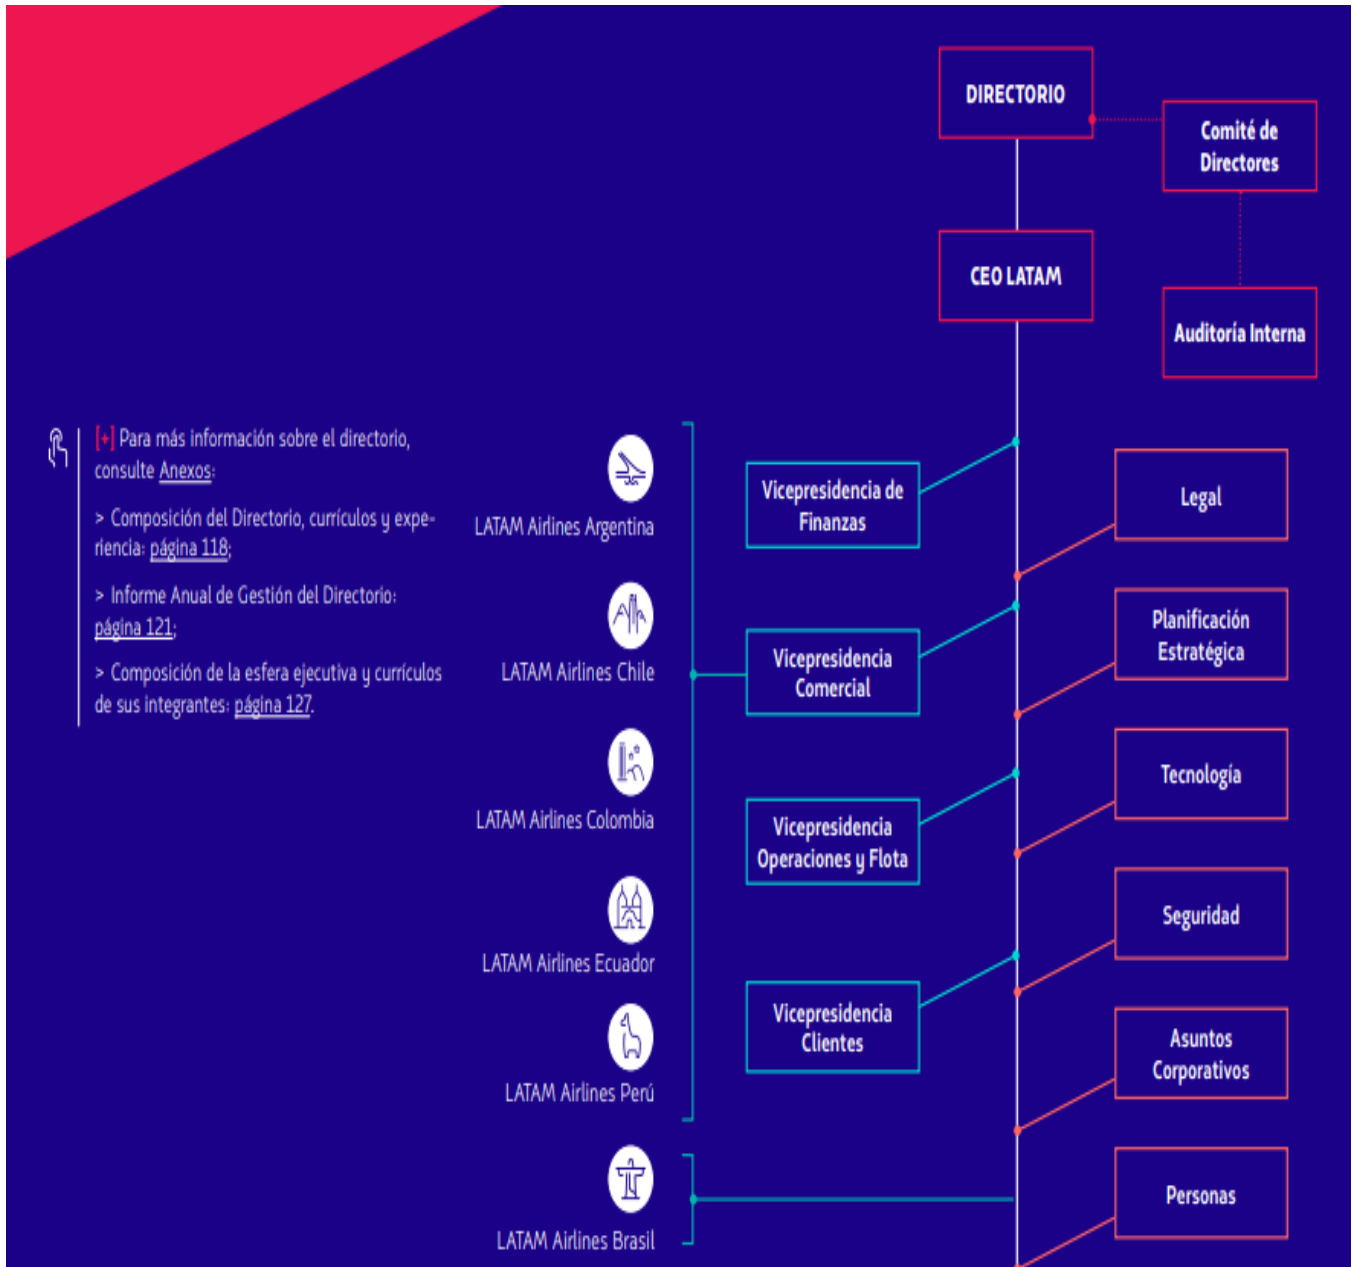 DIRECTORIO
Comité de
Directores
CEO LATAM
Auditoría Interna
[+] Para más información sobre el directorio,
consulte Anexos:
> Composición del Directorio, currículos y expe-
riencia: página 118;
> Informe Anual de Gestión del Directorio:
página 121;
> Composición de la esfera ejecutiva y currículos
de sus integrantes: página 127.
LATAM Airlines Argentina
LATAM Airlines Chile
LATAM Airlines Colombia
LATAM Airlines Ecuador
LATAM Airlines Perú
LATAM Airlines Brasil
Vicepresidencia de
Finanzas
Vicepresidencia
Comercial
Vicepresidencia
Operaciones y Flota
Vicepresidencia
Clientes
Legal
Planificación
Estratégica
Tecnología
Seguridad
Asuntos
Corporativos
Personas